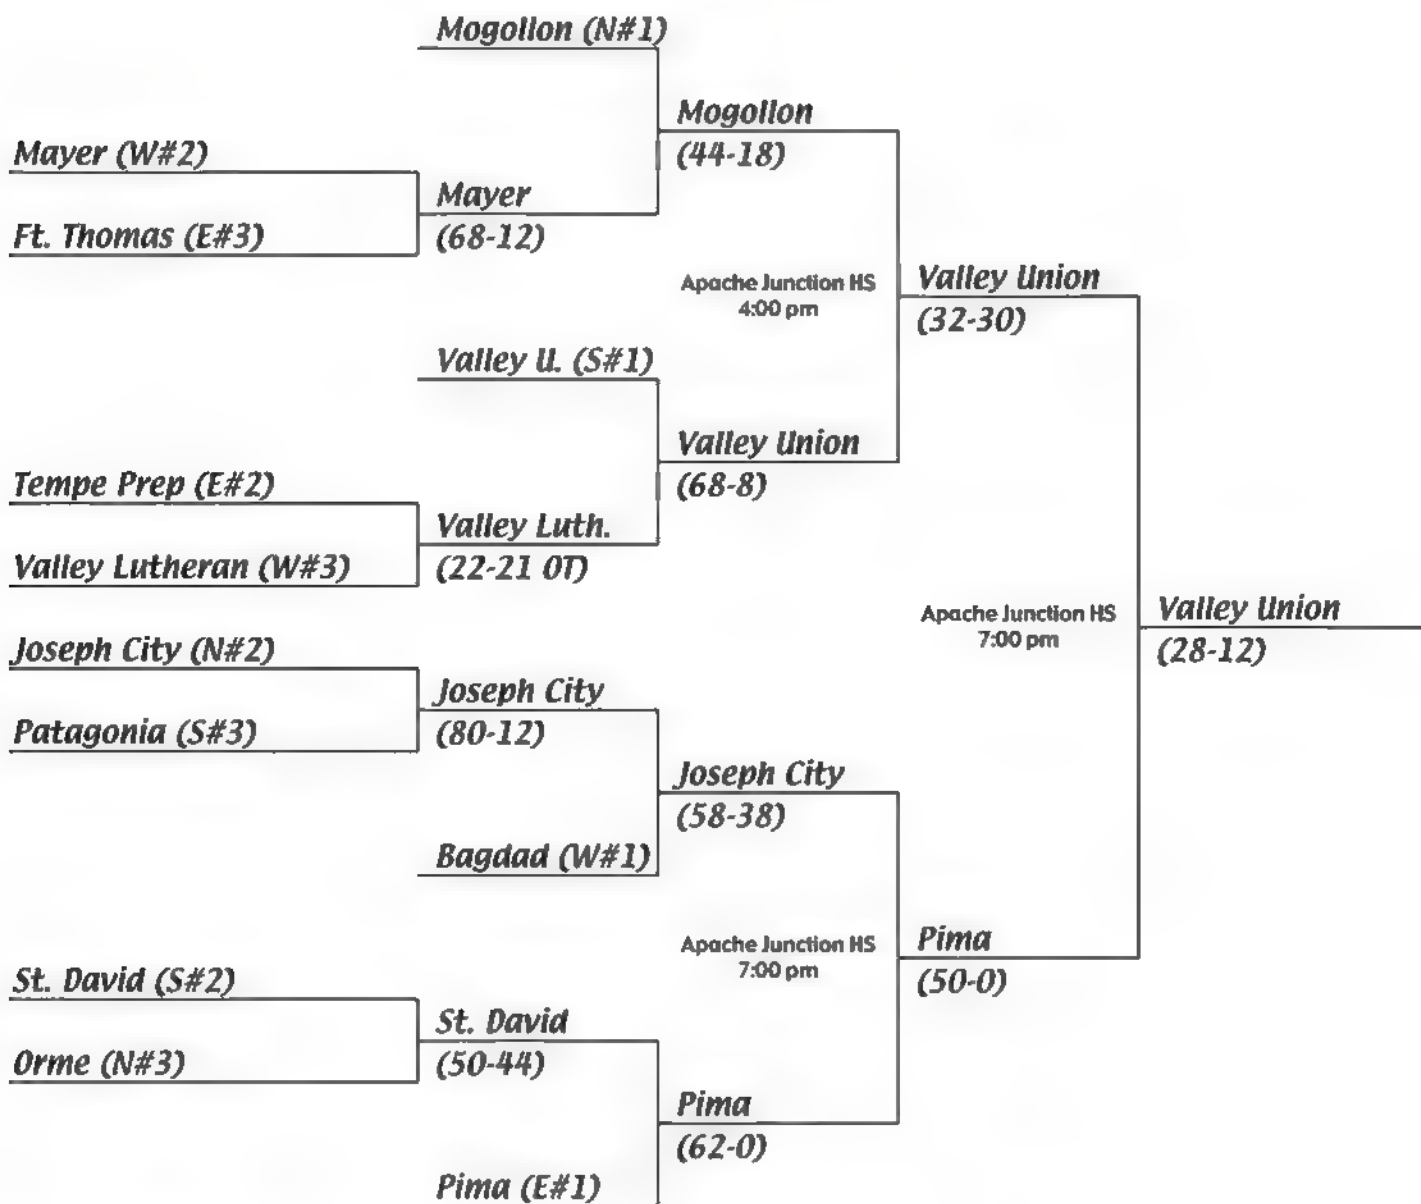 Mogollon (N#1)
Mogollon
(44-18)
Mayer (W#2)
Mayer
(68-12)
Ft. Thomas (E#3)
Apache Junction HS
4:00 pm
Valley Union
(32-30)
Valley U. (S#1)
Valley Union
(68-8)
Tempe Prep (E#2)
Valley Luth.
(22-21 OT)
Valley Lutheran (W#3)
Apache Junction HS
7:00 pm
Valley Union
(28-12)
Joseph City (N#2)
Joseph City
(80-12)
Patagonia (S#3)
Joseph City
(58-38)
Bagdad (W#1)
Apache Junction HS
7:00 pm
Pima
(50-0)
St. David (S#2)
St. David
(50-44)
Orme (N#3)
Pima
(62-0)
Pima (E#1)